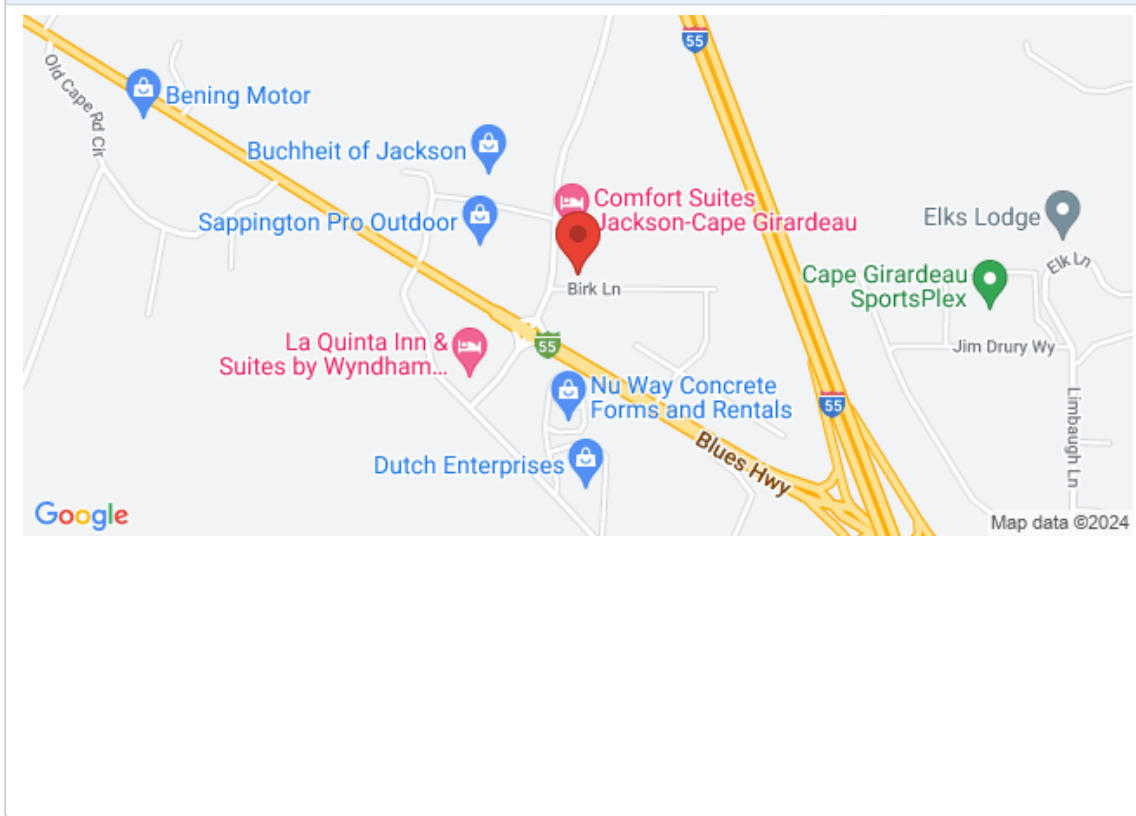 55
Old Cape Rd Cir
Bening Motor
Buchheit of Jackson
Comfort Suites
Jackson-Cape Girardeau
Sappington Pro Outdoor
Elks Lodge
Elk Ln
Cape Girardeau
SportsPlex
Birk Ln
La Quinta Inn &
Suites by Wyndham...
55
Jim Drury Wy
Nu Way Concrete
Forms and Rentals
55
Limbaugh Ln
Blues Hwy
Dutch Enterprises
Google
Map data ©2024